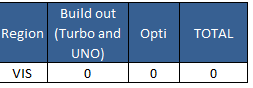 Region
Build out
(Turbo and
UNO)
Opti
TOTAL
VIS
0
0
0